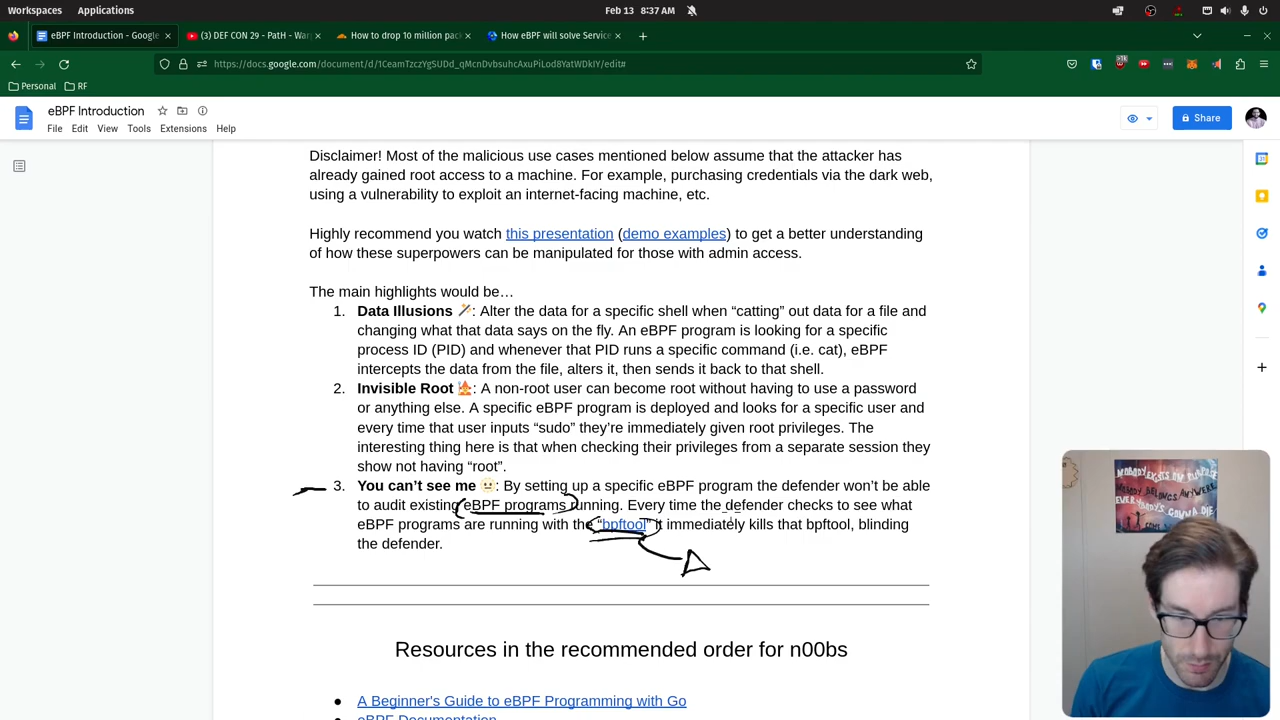 Workspaces Applications Feb 13 8:37 AM
eBPF Introduction - Google (3) DEF CON 29 - PatH - Warp How to drop 10 million pack How eBPF will solve Service
https://docs.google.com/document/d/1CeamTzczYgSUDd_qMcnDvbsuhcAxuPiLod8YatWDkIY/edit#
Personal RF
eBPF Introduction
File Edit View Tools Extensions Help
Share
Disclaimer! Most of the malicious use cases mentioned below assume that the attacker has
already gained root access to a machine. For example, purchasing credentials via the dark web,
using a vulnerability to exploit an internet-facing machine, etc.
Highly recommend you watch this presentation (demo examples) to get a better understanding
of how these superpowers can be manipulated for those with admin access.
The main highlights would be…
1. Data Illusions 🪄: Alter the data for a specific shell when “catting” out data for a file and
changing what that data says on the fly. An eBPF program is looking for a specific
process ID (PID) and whenever that PID runs a specific command (i.e. cat), eBPF
intercepts the data from the file, alters it, then sends it back to that shell.
2. Invisible Root : A non-root user can become root without having to use a password
or anything else. A specific eBPF program is deployed and looks for a specific user and
every time that user inputs “sudo” they’re immediately given root privileges. The
interesting thing here is that when checking their privileges from a separate session they
show not having “root”.
3. You can’t see me 🫥: By setting up a specific eBPF program the defender won’t be able
to audit existing eBPF programs running. Every time the defender checks to see what
eBPF programs are running with the “bpftool” it immediately kills that bpftool, blinding
the defender.
Resources in the recommended order for n00bs
● A Beginner's Guide to eBPF Programming with Go
eBPF Documentation
NOBODY EXISTS ON
NOBODY BELONGS ANYWHERE
GONNA DIE